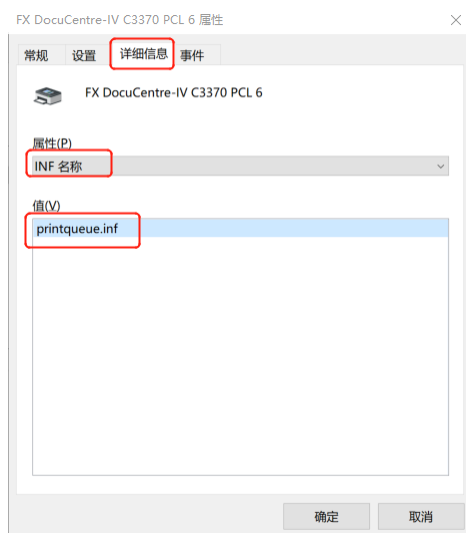 FX DocuCentre-IV C3370 PCL 6 属性
常规 设置 详细信息 事件
FX DocuCentre-IV C3370 PCL 6
属性(P)
INF 名称
值(V)
printqueue.inf
确定 取消